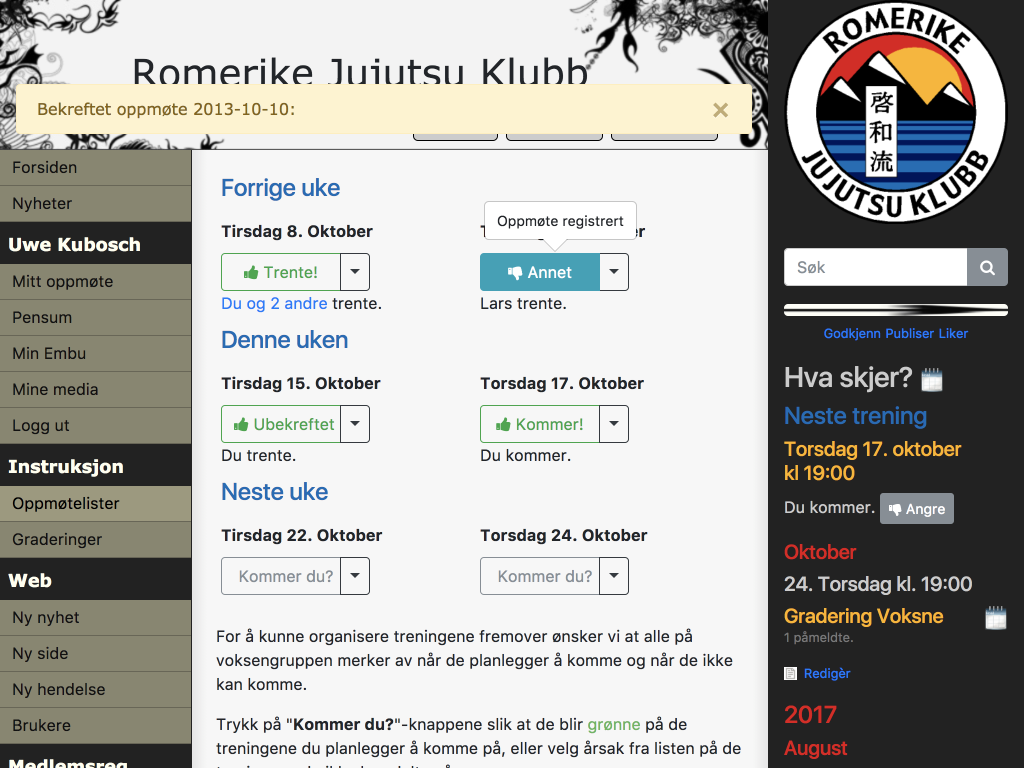 Romerike Jujutsu Klubb
Bekreftet oppmøte 2013-10-10:
×
Forsiden
Nyheter
Uwe Kubosch
Mitt oppmøte
Pensum
Min Embu
Mine media
Logg ut
Instruksjon
Oppmøtelister
Graderinger
Web
Ny nyhet
Ny side
Ny hendelse
Brukere
Medlemsreg
Forrige uke
Tirsdag 8. Oktober
Oppmøte registrert
Trente!
Annet
Du og 2 andre trente.
Lars trente.
Denne uken
Tirsdag 15. Oktober
Torsdag 17. Oktober
Ubekreftet
Kommer!
Du trente.
Du kommer.
Neste uke
Tirsdag 22. Oktober
Torsdag 24. Oktober
Kommer du?
Kommer du?
For å kunne organisere treningene fremover ønsker vi at alle på
voksengruppen merker av når de planlegger å komme og når de ikke
kan komme.
Trykk på "Kommer du?"-knappene slik at de blir grønne på de
treningene du planlegger å komme på, eller velg årsak fra listen på de
ROMERIKE
啓和流
JUJUTSU KLUBB
Søk
Godkjenn Publiser Liker
Hva skjer?
Neste trening
Torsdag 17. oktober
kl 19:00
Du kommer.
Angre
Oktober
24. Torsdag kl. 19:00
Gradering Voksne
1 påmeldte.
Redigèr
2017
August